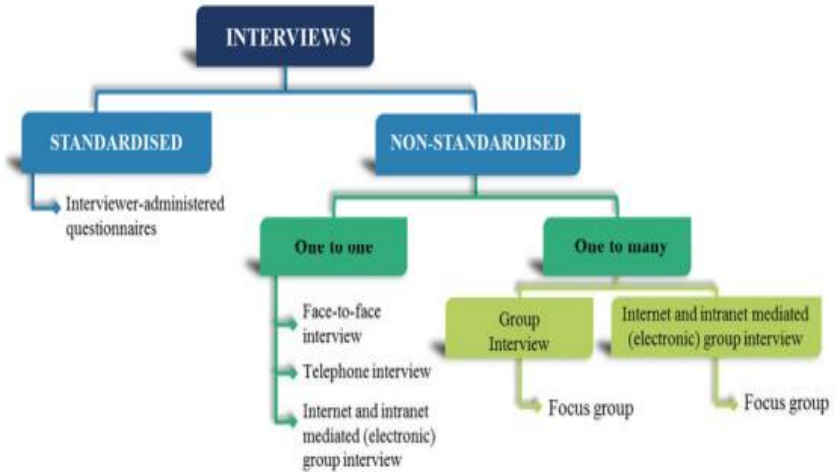 INTERVIEWS
STANDARDISED
NON-STANDARDISED
Interviewer-administered
questionnaires
One to one
One to many
Face-to-face
interview
Telephone interview
Internet and intranet
mediated (electronic)
group interview
Group
Interview
Internet and intranet mediated
(electronic) group interview
Focus group
Focus group